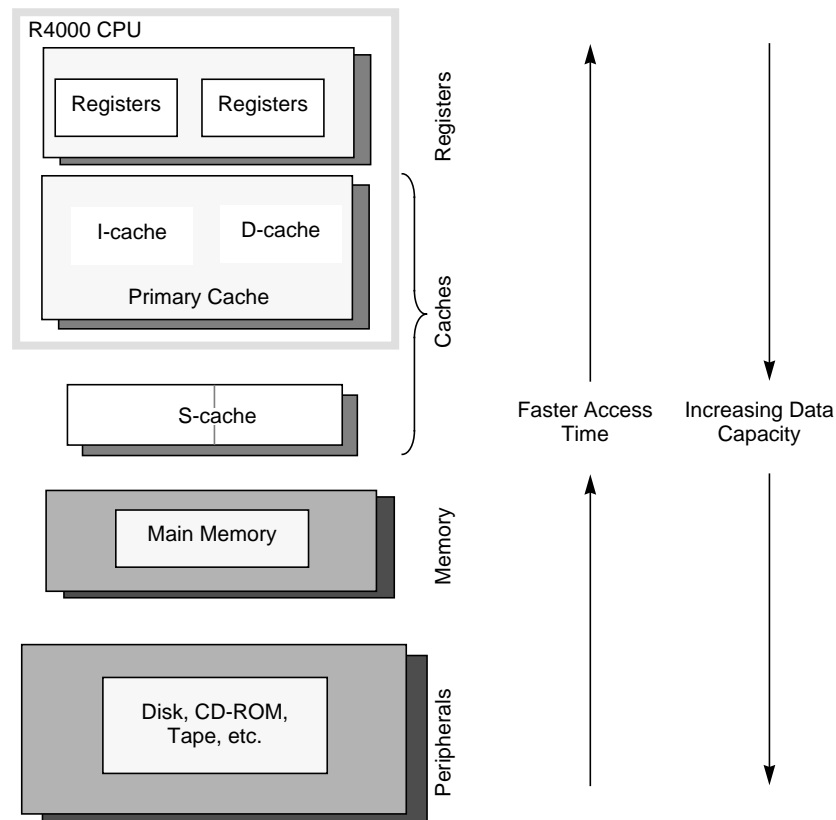 R4000 CPU
Registers
Registers
Registers
I-cache
D-cache
Primary Cache
Caches
S-cache
Faster Access
Time
Increasing Data
Capacity
Main Memory
Memory
Disk, CD-ROM,
Tape, etc.
Peripherals